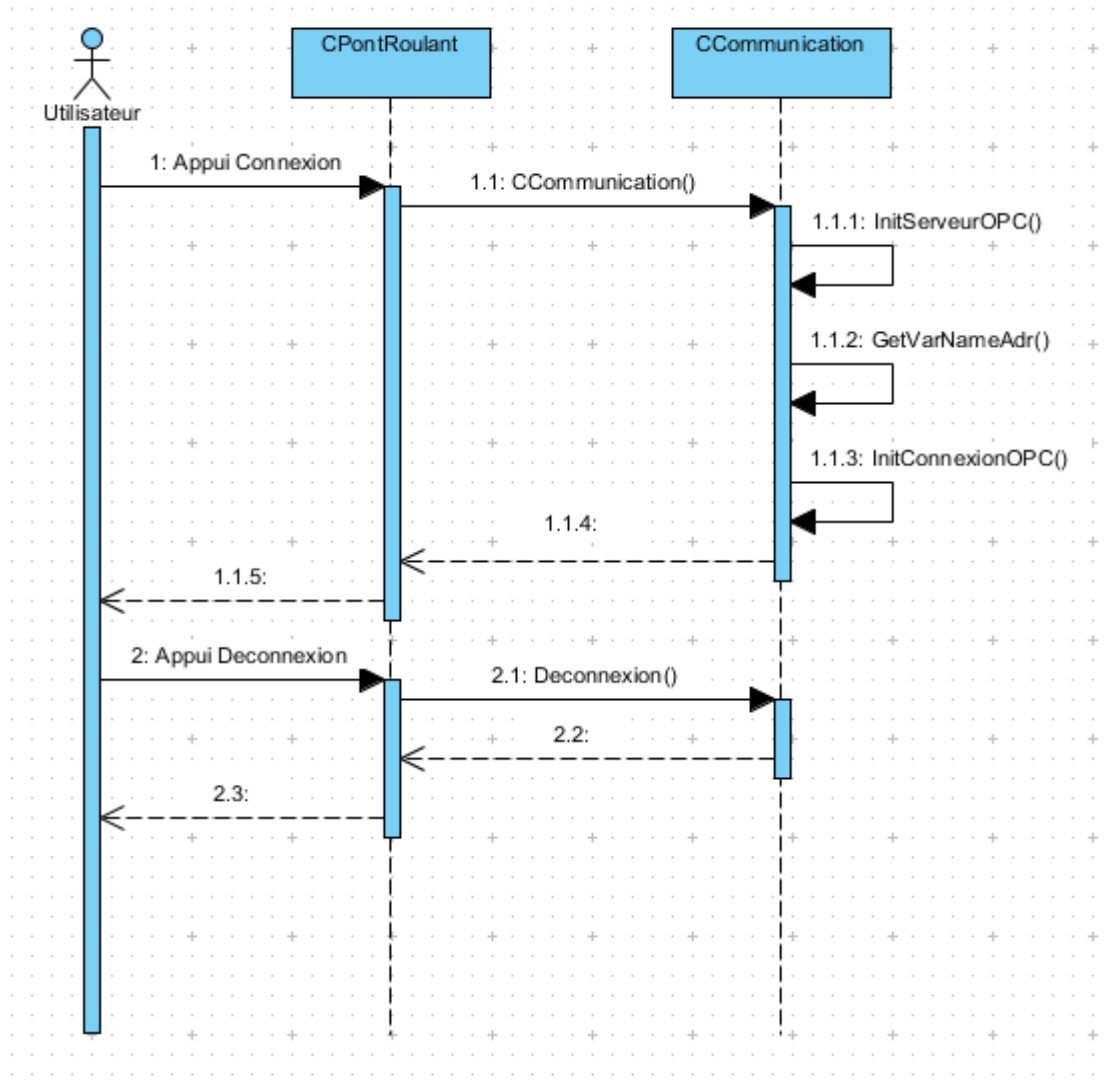 CPontRoulant
CCommunication
Utilisateur
1: Appui Connexion
1.1: CCommunication()
1.1.1: InitServeurOPC()
1.1.2: GetVarNameAdr()
1.1.3: InitConnexionOPC()
1.1.4:
1.1.5:
2: Appui Deconnexion
2.1: Deconnexion()
2.2:
2.3: